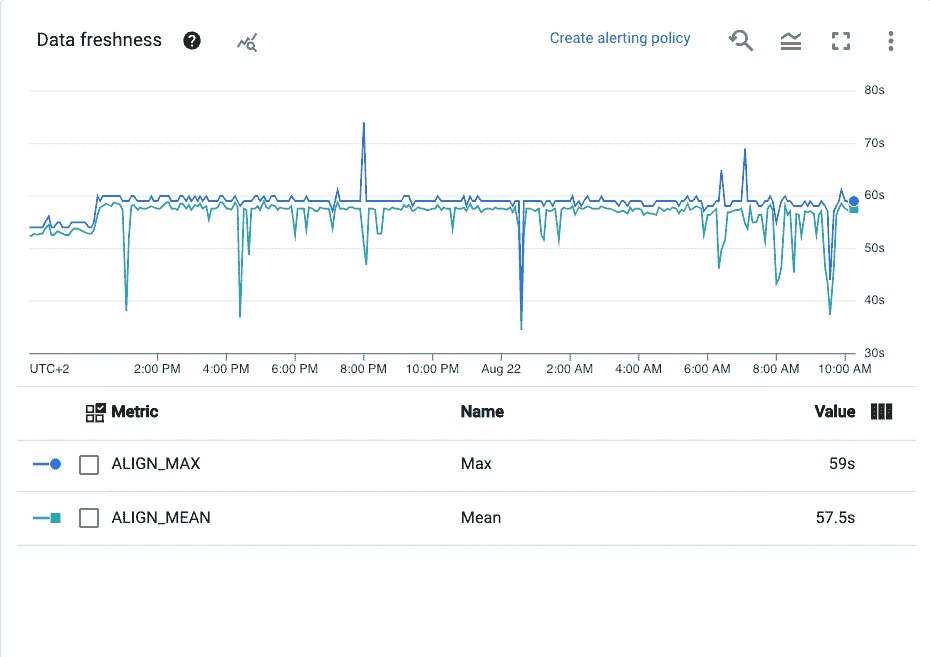 Data freshness ? Create alerting policy
80s
70s
60s
50s
40s
30s
UTC+2 2:00 PM 4:00 PM 6:00 PM 8:00 PM 10:00 PM Aug 22 2:00 AM 4:00 AM 6:00 AM 8:00 AM 10:00 AM
Metric Name Value
ALIGN_MAX Max 59s
ALIGN_MEAN Mean 57.5s